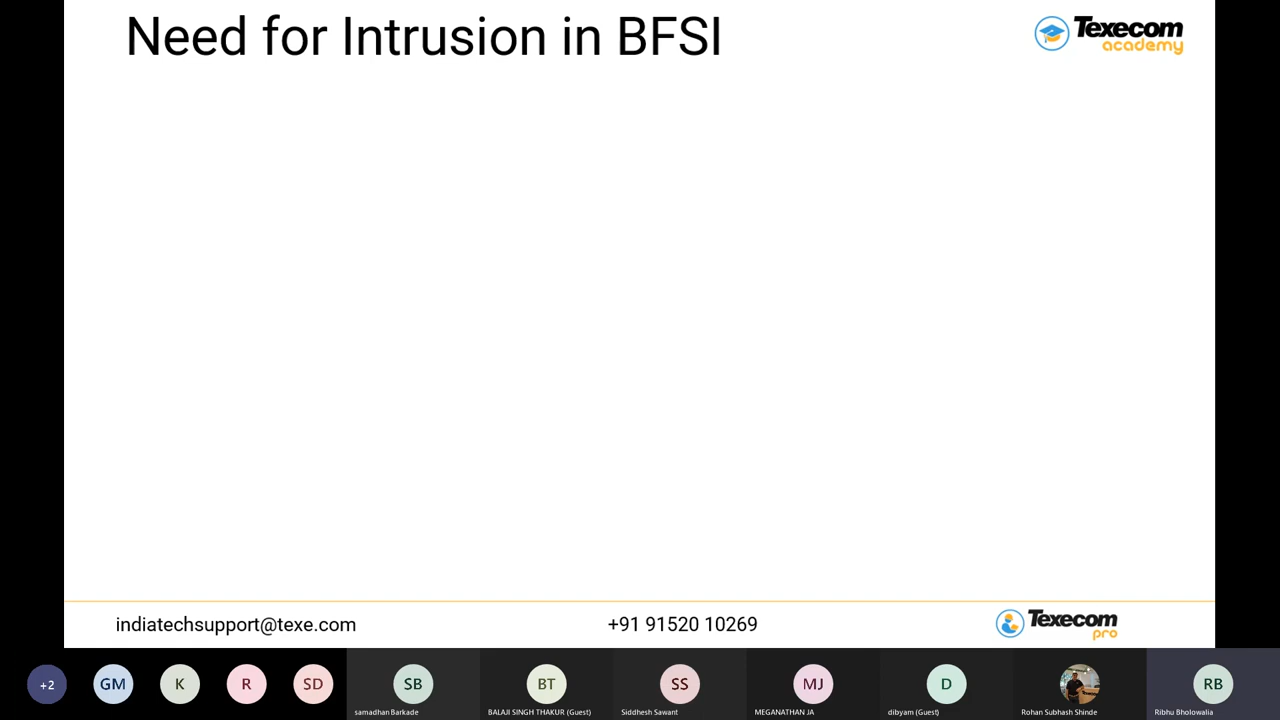 Need for Intrusion in BFSI
Texecom
academy
indiatechsupport@texe.com
+91 91520 10269
Texecom
pro
+2
GM
K
R
SD
SB
samadhan Barkade
BT
BALAJI SINGH THAKUR (Guest)
SS
Siddhesh Sawant
MJ
MEGANATHAN JA
D
dibyam (Guest)
Rohan Subhash Shinde
RB
Ribhu Bholowalia